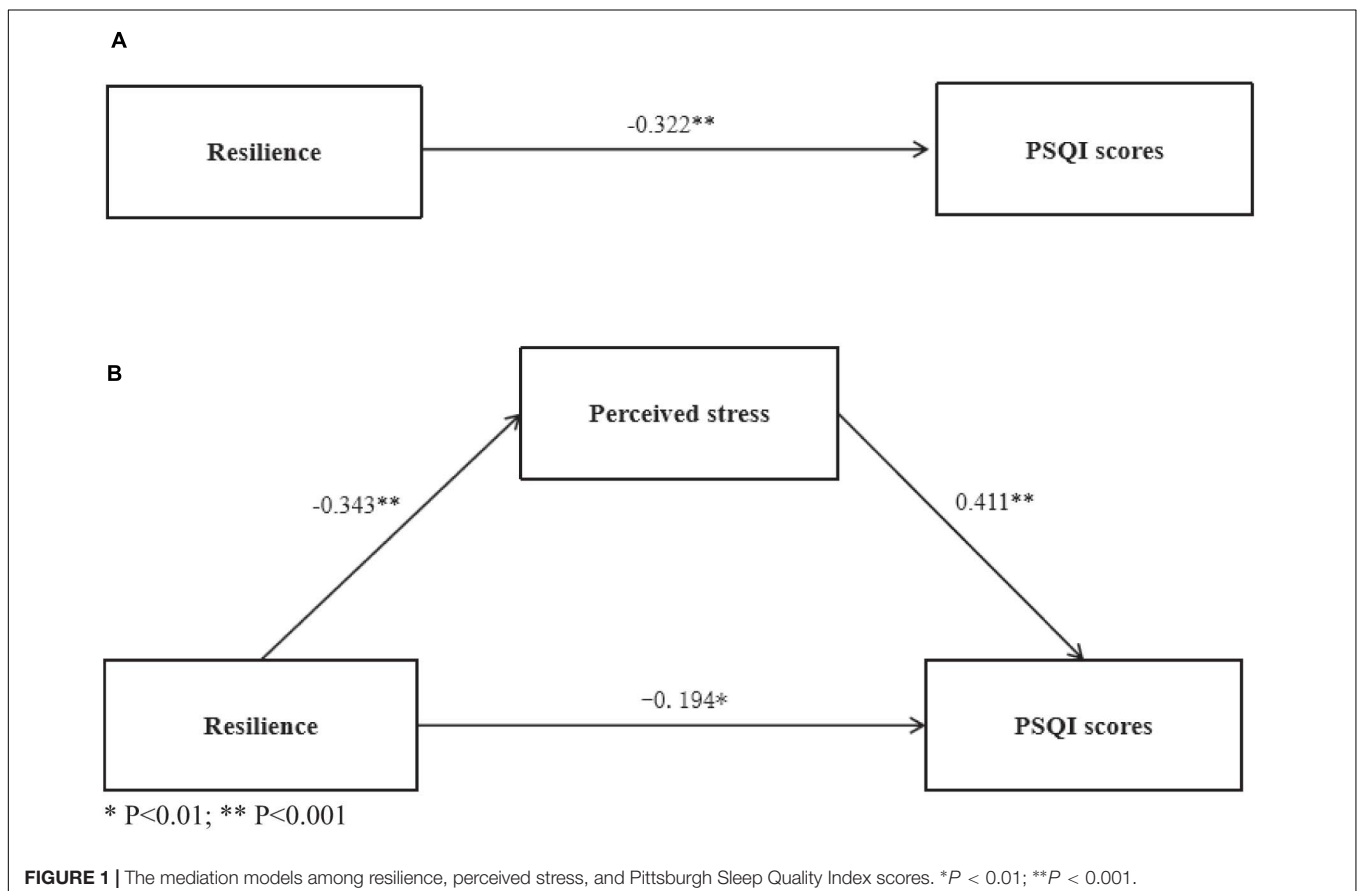 A
Resilience
-0.322**
PSQI scores
B
Perceived stress
-0.343**
0.411**
Resilience
-0.194*
PSQI scores
* P<0.01; ** P<0.001
FIGURE 1 | The mediation models among resilience, perceived stress, and Pittsburgh Sleep Quality Index scores. *P < 0.01; **P < 0.001.